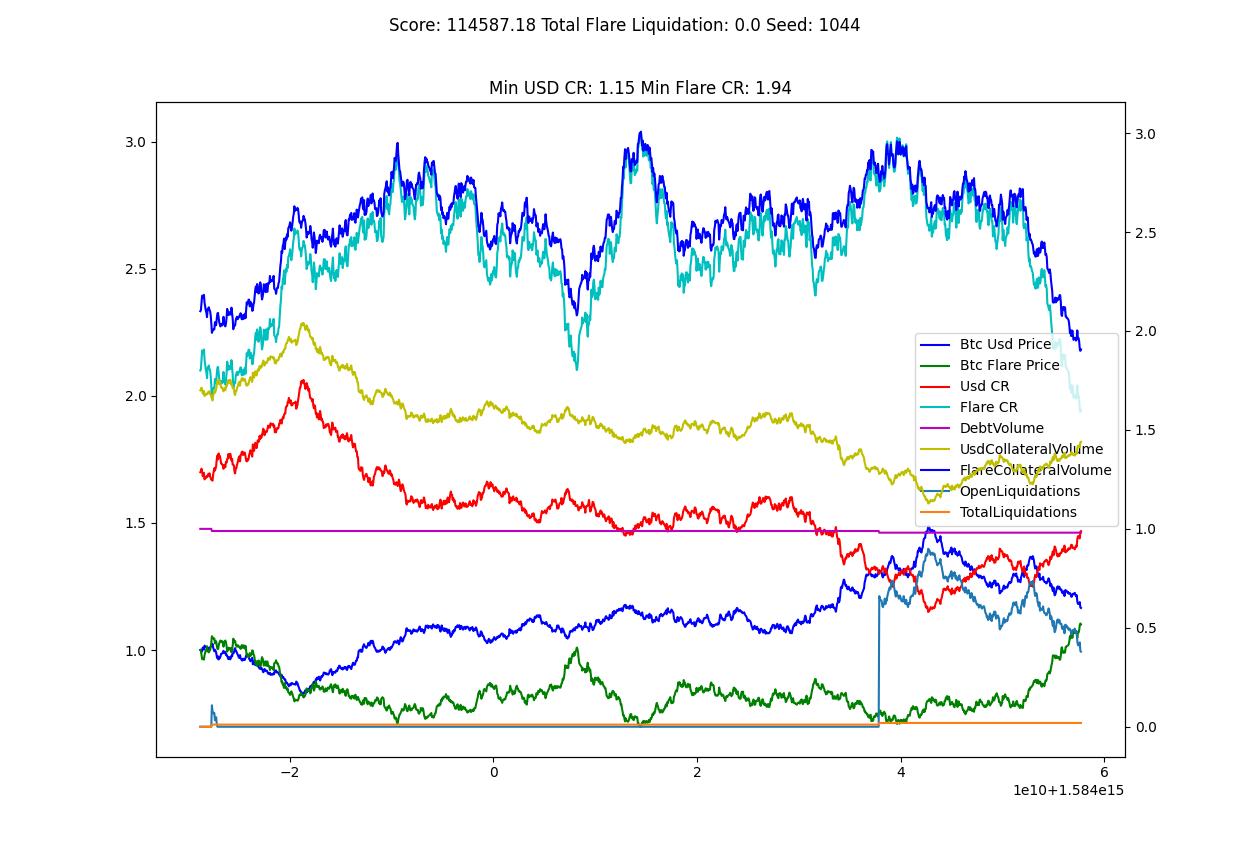 Score: 114587.18 Total Flare Liquidation: 0.0 Seed: 1044
Min USD CR: 1.15 Min Flare CR: 1.94
3.0
2.5
2.0
1.5
1.0
3.0
2.5
2.0
1.5
1.0
0.5
0.0
Btc Usd Price
Btc Flare Price
Usd CR
Flare CR
DebtVolume
UsdCollateralVolume
FlareCollateralVolume
OpenLiquidations
TotalLiquidations
−2 0 2 4 6
1e10+1.584e15